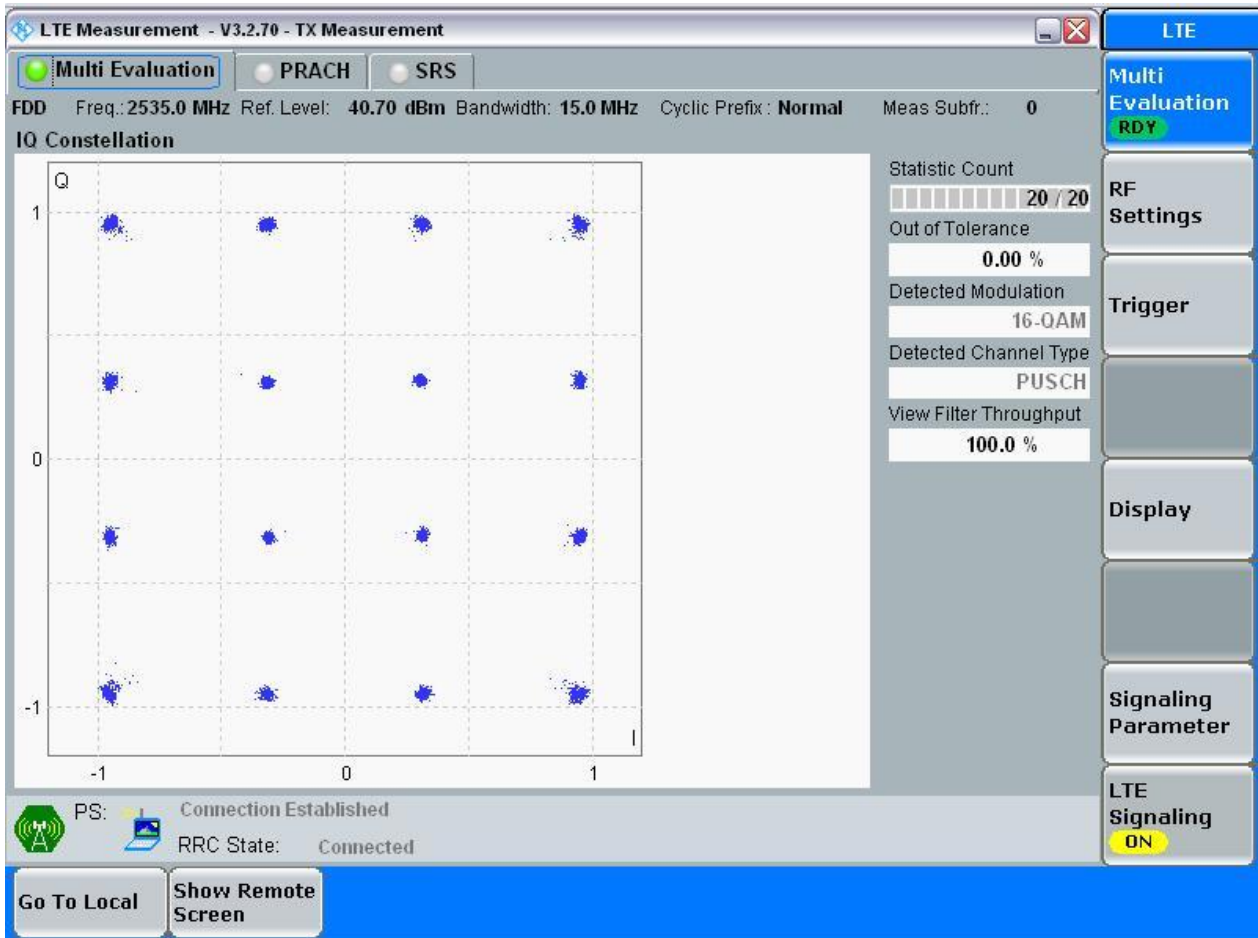 LTE Measurement - V3.2.70 - TX Measurement
LTE
Multi Evaluation
PRACH
SRS
FDD Freq.: 2535.0 MHz Ref. Level: 40.70 dBm Bandwidth: 15.0 MHz Cyclic Prefix : Normal Meas Subfr.: 0
IQ Constellation
Q
1
0
-1
I
-1 0 1
Statistic Count
20 / 20
Out of Tolerance
0.00 %
Detected Modulation
16-QAM
Detected Channel Type
PUSCH
View Filter Throughput
100.0 %
Multi
Evaluation
RDY
RF
Settings
Trigger
Display
Signaling
Parameter
LTE
Signaling
ON
PS: Connection Established
RRC State: Connected
Go To Local
Show Remote
Screen